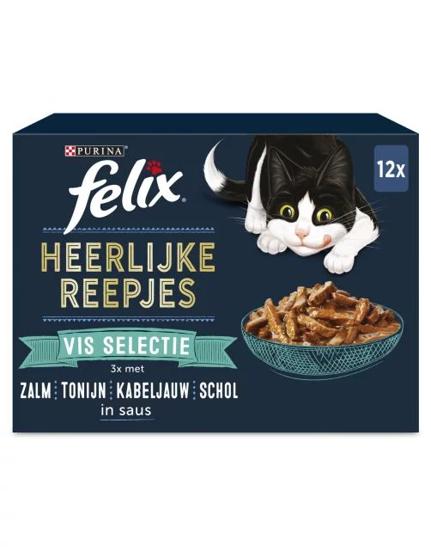 PURINA
felix®
12x
HEERLIJKE
REEPJES
VIS SELECTIE
3x met
ZALM TONIJN KABELJAUW SCHOL
in saus